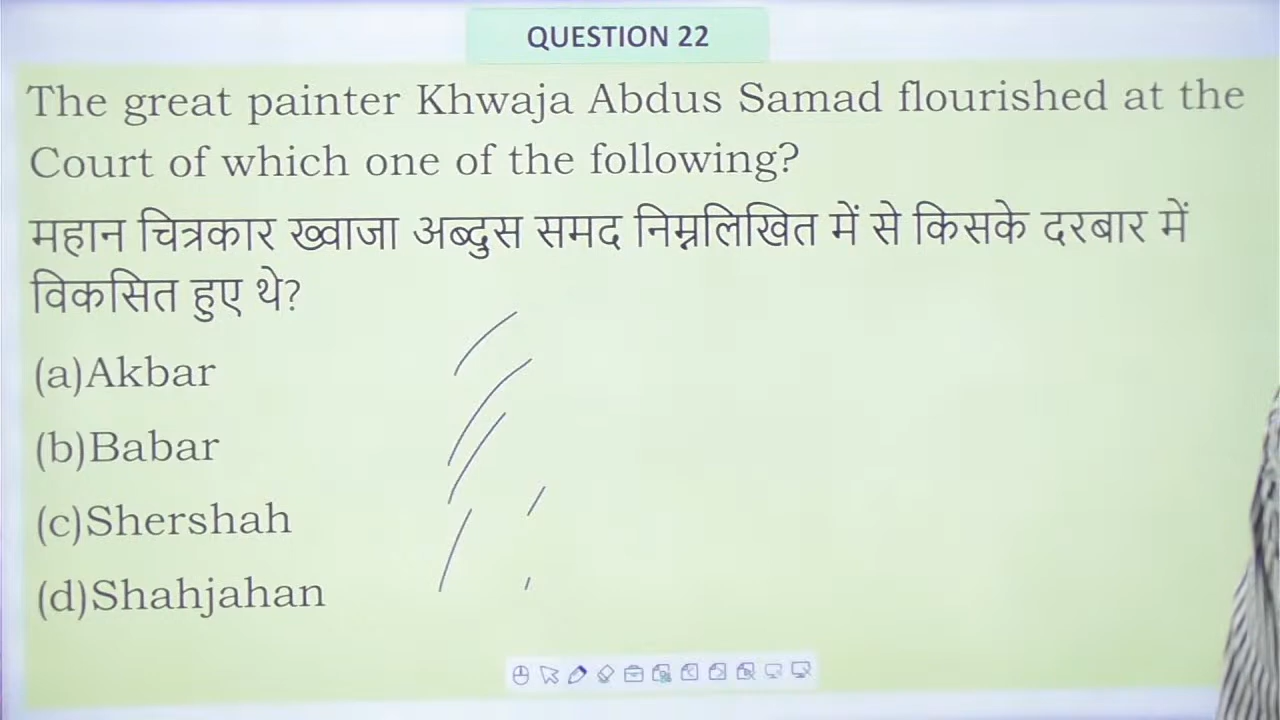 QUESTION 22
The great painter Khwaja Abdus Samad flourished at the
Court of which one of the following?
महान चित्रकार ख्वाजा अब्दुस समद निम्नलिखित में से किसके दरबार में
विकसित हुए थे?
(a)Akbar
(b)Babar
(c)Shershah
(d)Shahjahan